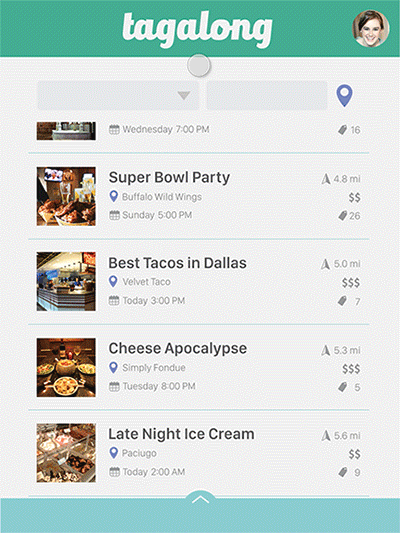 tagalong
Wednesday 7:00 PM 16
Super Bowl Party 4.8 mi
Buffalo Wild Wings $$
Sunday 5:00 PM 26
Best Tacos in Dallas 5.0 mi
Velvet Taco $$$
Today 3:00 PM 7
Cheese Apocalypse 5.3 mi
Simply Fondue $$$
Tuesday 8:00 PM 5
Late Night Ice Cream 5.6 mi
Paciugo $$
Today 2:00 AM 9